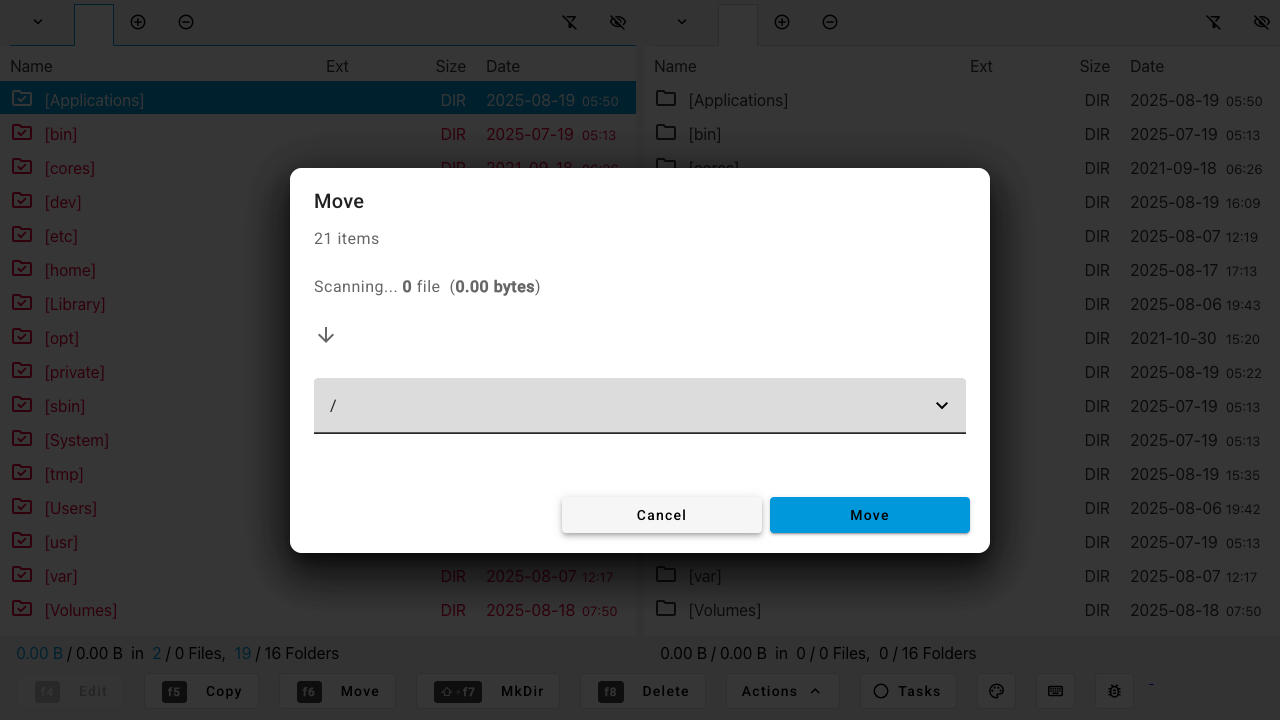 Name Ext Size Date Name Ext Size Date
[Applications] DIR 2025-08-19 05:50 [Applications] DIR 2025-08-19 05:50
[bin] DIR 2025-07-19 05:13 [bin] DIR 2025-07-19 05:13
[cores] DIR 2021-09-18 06:26 [cores] DIR 2021-09-18 06:26
[dev] DIR 2025-08-19 16:09
[etc] DIR 2025-08-07 12:19
[home] DIR 2025-08-17 17:13
[Library] DIR 2025-08-06 19:43
[opt] DIR 2021-10-30 15:20
[private] DIR 2025-08-19 05:22
[sbin] DIR 2025-07-19 05:13
[System] DIR 2025-07-19 05:13
[tmp] DIR 2025-08-19 15:35
[Users] DIR 2025-08-06 19:42
[usr] DIR 2025-07-19 05:13
[var] DIR 2025-08-07 12:17 [var] DIR 2025-08-07 12:17
[Volumes] DIR 2025-08-18 07:50 [Volumes] DIR 2025-08-18 07:50
Move
21 items
Scanning... 0 file (0.00 bytes)
/
Cancel Move
0.00 B / 0.00 B in 2 / 0 Files, 19 / 16 Folders 0.00 B / 0.00 B in 0 / 0 Files, 0 / 16 Folders
f4 Edit f5 Copy f6 Move ⇧+f7 MkDir f8 Delete Actions Tasks -